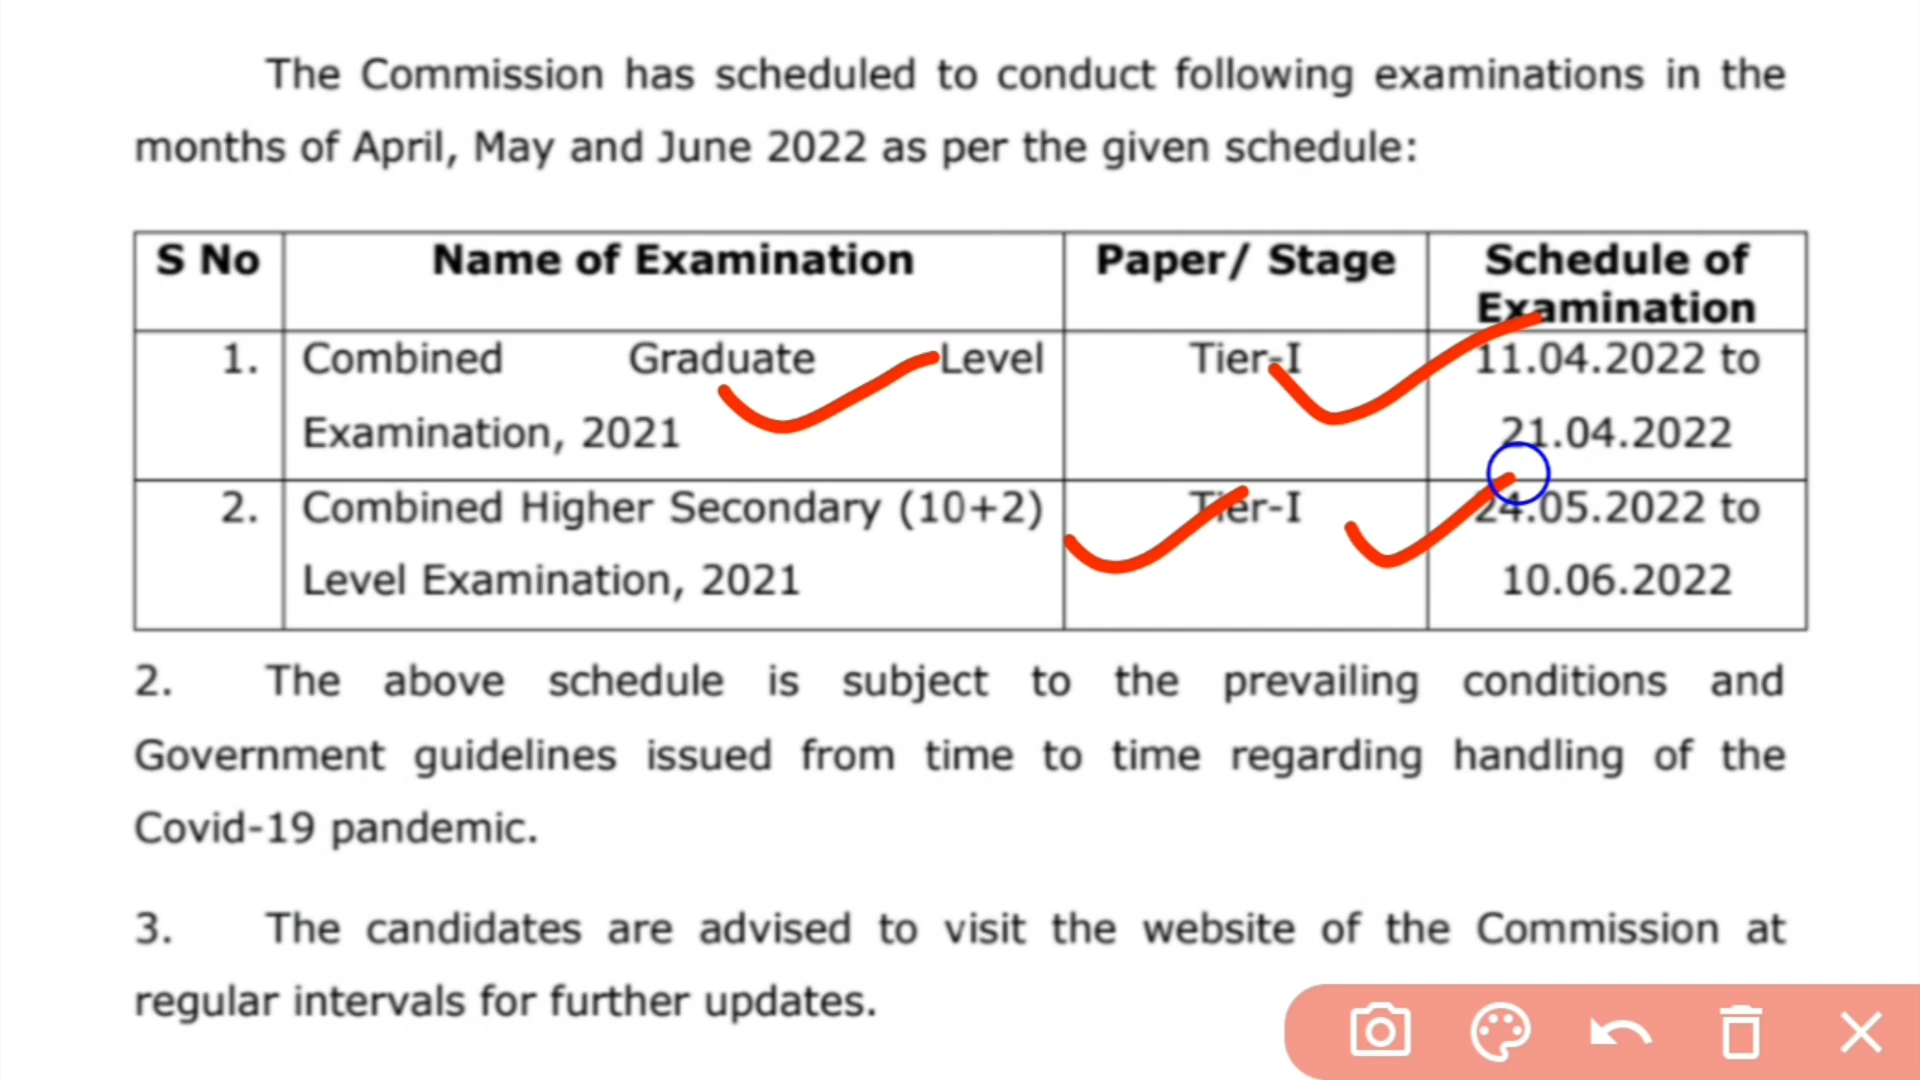 The Commission has scheduled to conduct following examinations in the
months of April, May and June 2022 as per the given schedule:
S No Name of Examination Paper/ Stage Schedule of Examination
1. Combined Graduate Level Tier-I 11.04.2022 to
Examination, 2021 21.04.2022
2. Combined Higher Secondary (10+2) Tier-I 24.05.2022 to
Level Examination, 2021 10.06.2022
2. The above schedule is subject to the prevailing conditions and
Government guidelines issued from time to time regarding handling of the
Covid-19 pandemic.
3. The candidates are advised to visit the website of the Commission at
regular intervals for further updates.